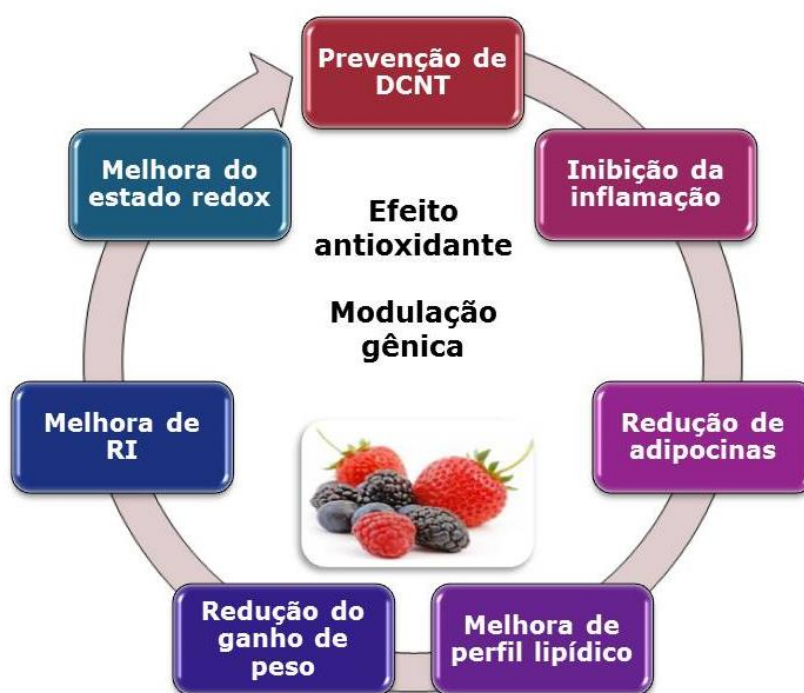 Prevenção de
DCNT
Inibição da
inflamação
Redução de
adipocinas
Melhora de
perfil lipídico
Redução do
ganho de
peso
Melhora de
RI
Melhora do
estado redox
Efeito
antioxidante
Modulação
gênica